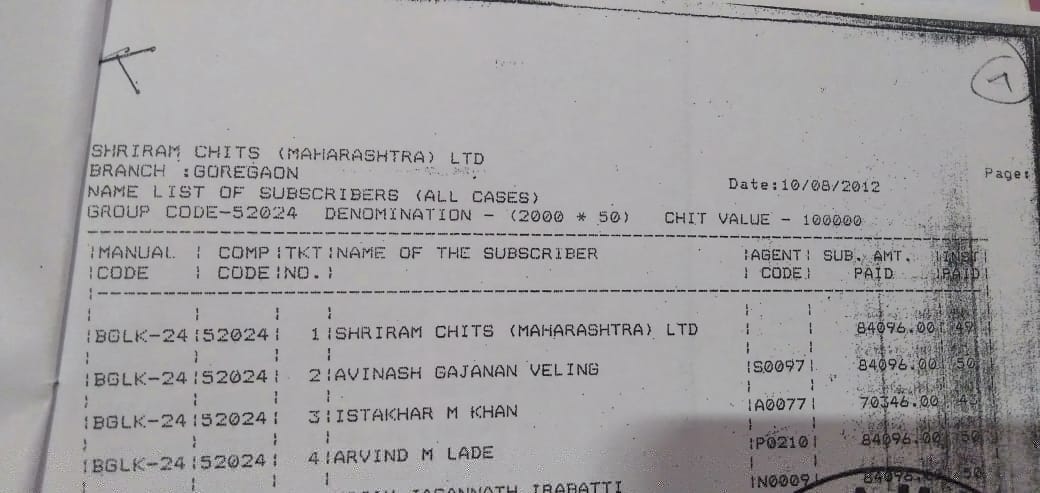 SHRIRAM CHITS (MAHARASHTRA) LTD
BRANCH :GOREGAON
NAME LIST OF SUBSCRIBERS (ALL CASES) Date:10/08/2012 Page:
GROUP CODE-52024 DENOMINATION - (2000 * 50) CHIT VALUE - 100000
MANUAL | COMP | TKT | NAME OF THE SUBSCRIBER | AGENT | SUB. AMT. | INST
CODE | CODE | NO. | | CODE | PAID | PAID
BGLK-24 | 52024 | 1 | SHRIRAM CHITS (MAHARASHTRA) LTD | | 84096.00 | 49
BGLK-24 | 52024 | 2 | AVINASH GAJANAN VELING | S0097 | 84096.00 | 50
BGLK-24 | 52024 | 3 | ISTAKHAR M KHAN | A0077 | 70346.00
BGLK-24 | 52024 | 4 | ARVIND M LADE | P0210 | 84096.00 | 50
JAGANNATH IRABATTI | N0009 | 50